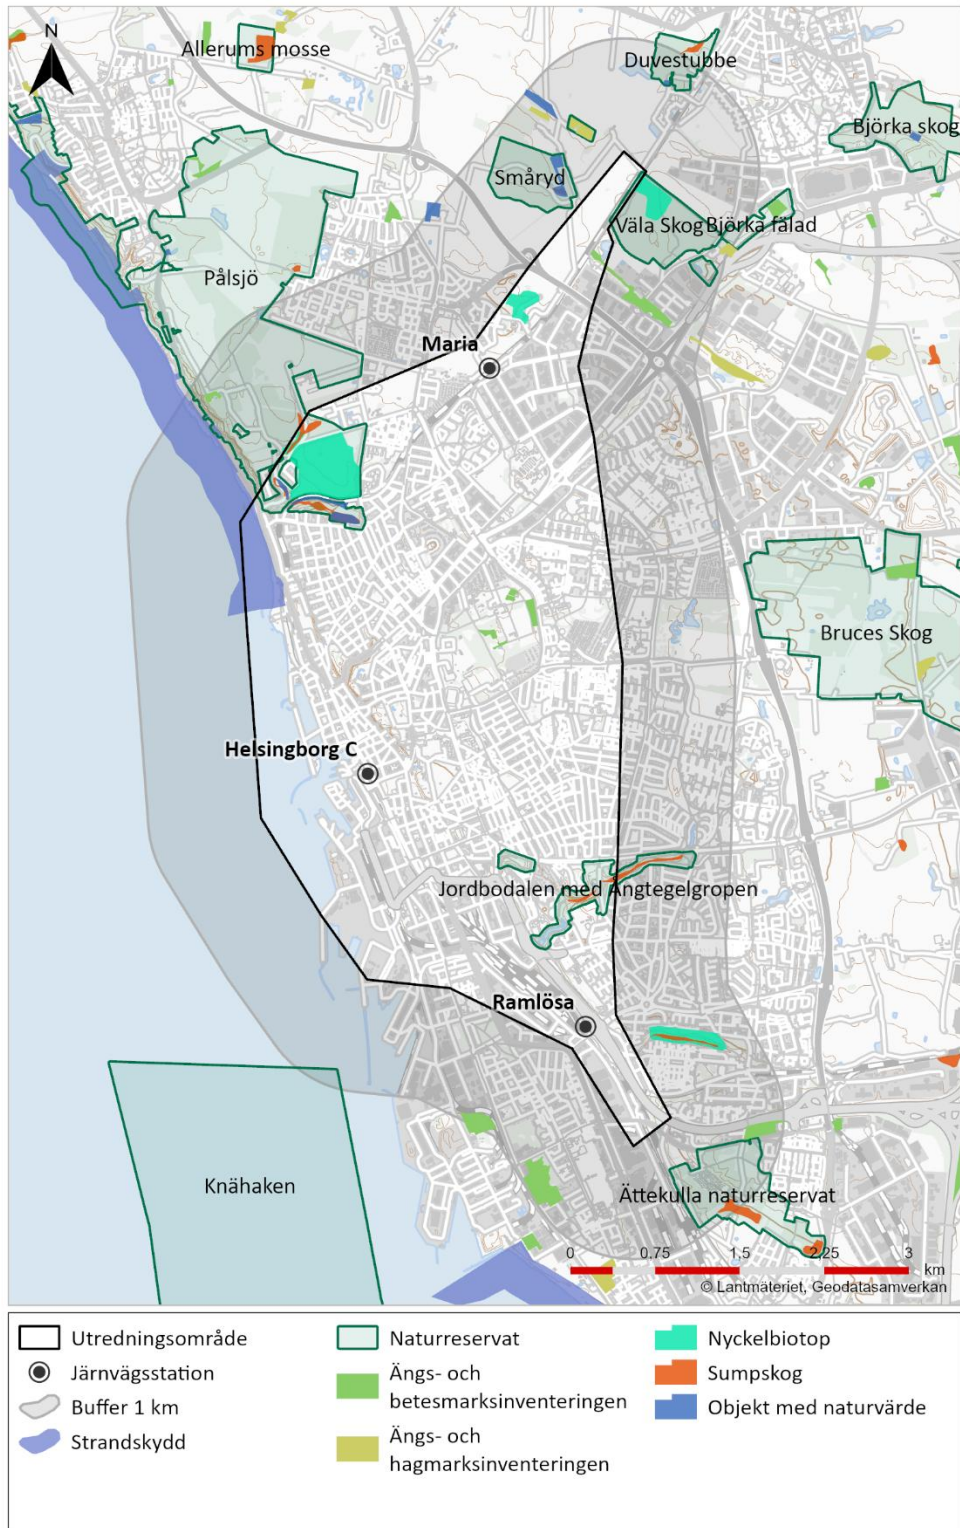 N
Allerums mosse
Duvestubbe
Björka skog
Småryd
Väla Skog
Björka fälad
Pålsjö
Maria
Bruces Skog
Helsingborg C
Jordbodalen med Ångtegelgropen
Ramlösa
Knähaken
Ättekulla naturreservat
0 0.75 1.5 2.25 3
km
© Lantmäteriet, Geodatasamverkan
Utredningsområde
Järnvägsstation
Buffer 1 km
Strandskydd
Naturreservat
Ängs- och
betesmarksinventeringen
Ängs- och
hagmarksinventeringen
Nyckelbiotop
Sumpskog
Objekt med naturvärde